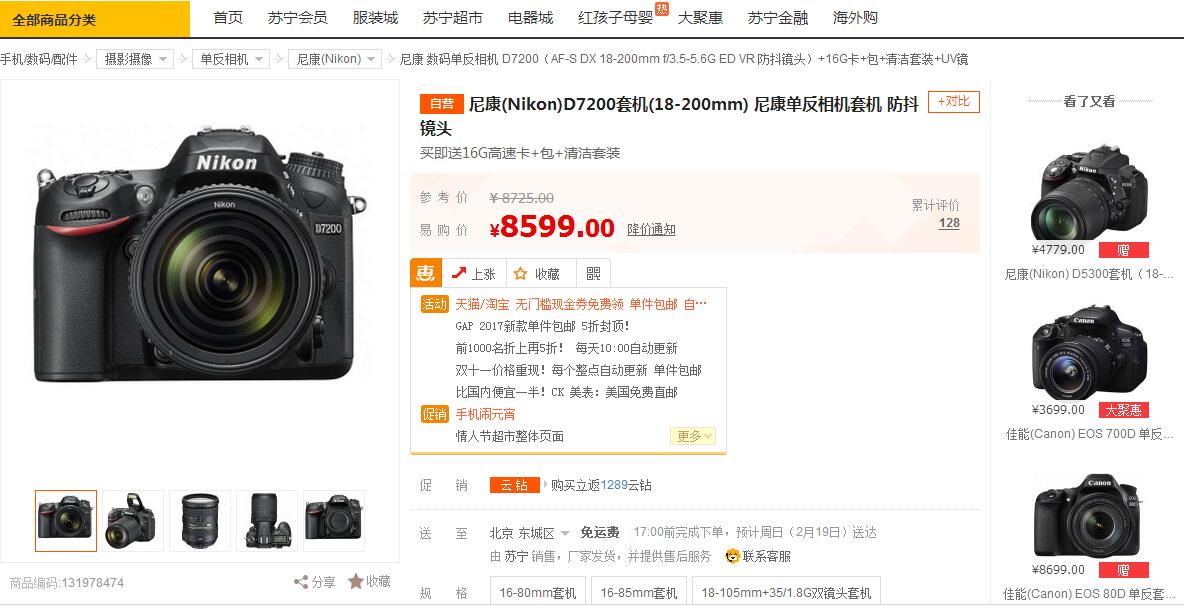 全部商品分类
首页 苏宁会员 服装城 苏宁超市 电器城 红孩子母婴 热 大聚惠 苏宁金融 海外购
手机/数码/配件 摄影摄像 单反相机 尼康(Nikon) 尼康 数码单反相机 D7200（AF-S DX 18-200mm f/3.5-5.6G ED VR 防抖镜头）+16G卡+包+清洁套装+UV镜
Nikon
Nikon
D7200
自营 尼康(Nikon)D7200套机(18-200mm) 尼康单反相机套机 防抖
镜头
+对比
买即送16G高速卡+包+清洁套装
参考价 ¥ 8725.00
易购价 ¥8599.00 降价通知
累计评价
128
惠 上涨 收藏
活动 天猫/淘宝 无门槛现金券免费领 单件包邮 自…
GAP 2017新款单件包邮 5折封顶！
前1000名折上再5折！ 每天10:00自动更新
双十一价格重现！每个整点自动更新 单件包邮
比国内便宜一半！CK 美表：美国免费直邮
促销 手机闹元宵
情人节超市整体页面
更多
促销 云钻 购买立返1289云钻
送至 北京 东城区 免运费 17:00前完成下单，预计周日（2月19日）送达
由 苏宁 销售，厂家发货，并提供售后服务 联系客服
规格 16-80mm套机 16-85mm套机 18-105mm+35/1.8G双镜头套机
商品编码:131978474
分享 收藏
看了又看
Nikon
¥4779.00 赠
尼康(Nikon) D5300套机（18-...
Canon
¥3699.00 大聚惠
佳能(Canon) EOS 700D 单反...
Canon
¥8699.00 赠
佳能(Canon) EOS 80D 单反套...